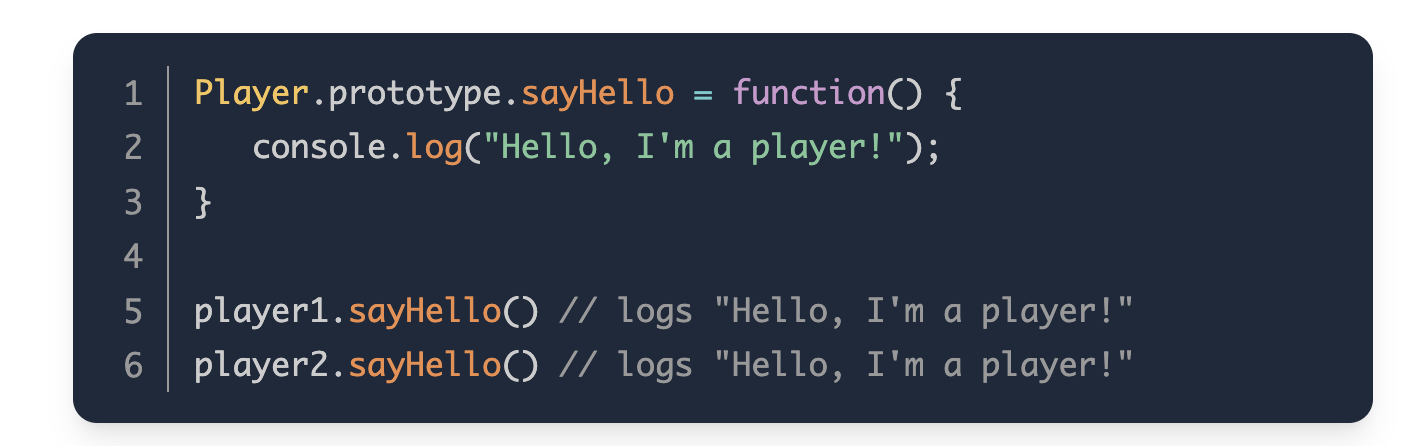 1 Player.prototype.sayHello = function() {
2    console.log("Hello, I'm a player!");
3 }
4
5 player1.sayHello() // logs "Hello, I'm a player!"
6 player2.sayHello() // logs "Hello, I'm a player!"